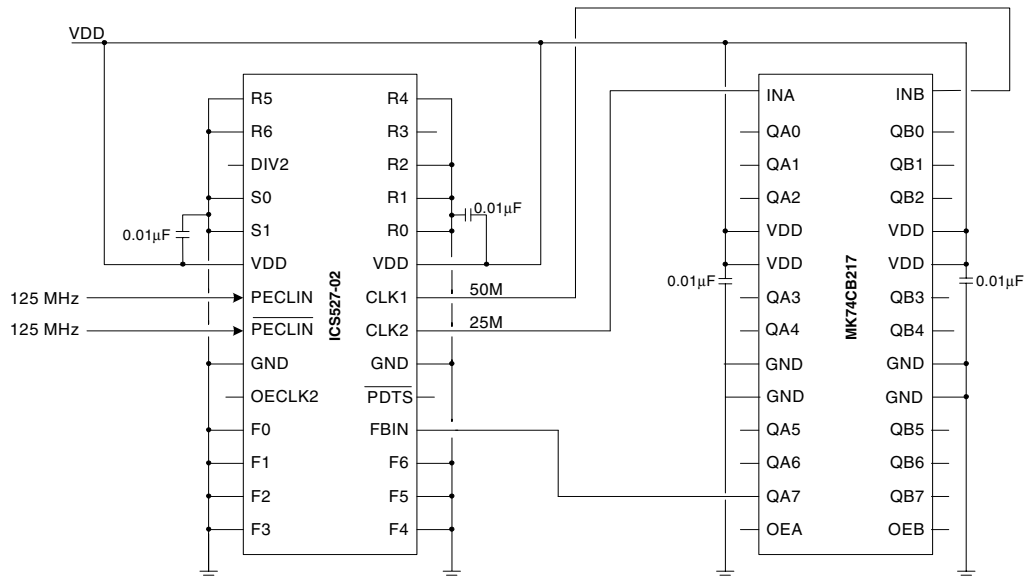 VDD
R5
R6
DIV2
S0
S1
VDD
PECLIN
PECLIN
GND
OECLK2
F0
F1
F2
F3
R4
R3
R2
R1
R0
VDD
CLK1
CLK2
GND
PDTS
FBIN
F6
F5
F4
ICS527-02
0.01µF
0.01µF
125 MHz
125 MHz
50M
25M
INA
QA0
QA1
QA2
VDD
VDD
QA3
QA4
GND
GND
QA5
QA6
QA7
OEA
INB
QB0
QB1
QB2
VDD
VDD
QB3
QB4
GND
GND
QB5
QB6
QB7
OEB
MK74CB217
0.01µF
0.01µF